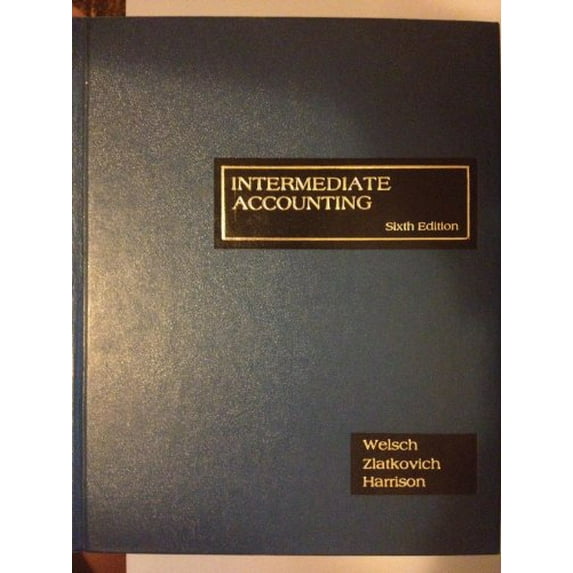 INTERMEDIATE
ACCOUNTING
Sixth Edition
Welsch
Zlatkovich
Harrison